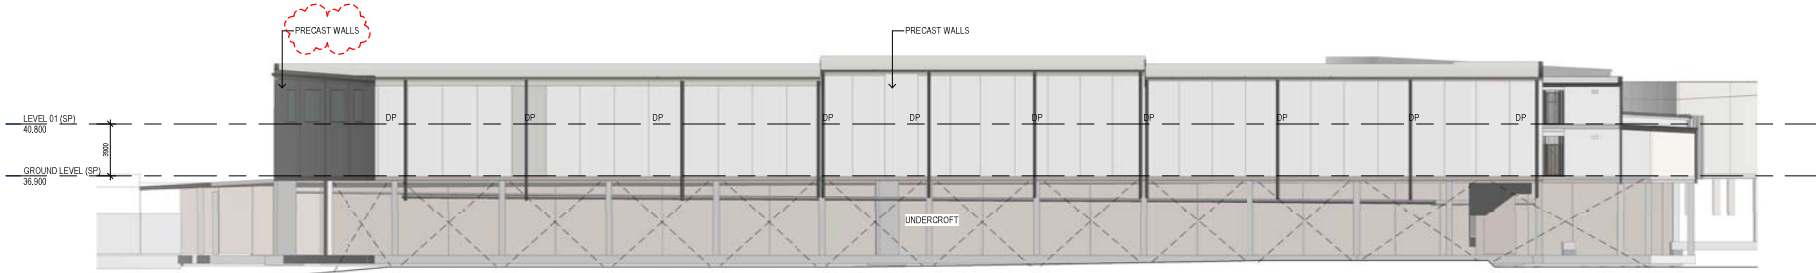 PRECAST WALLS
PRECAST WALLS
LEVEL 01 (SP)
40.800
DP DP DP DP DP DP DP DP DP DP
3900
GROUND LEVEL (SP)
36.900
UNDERCROFT